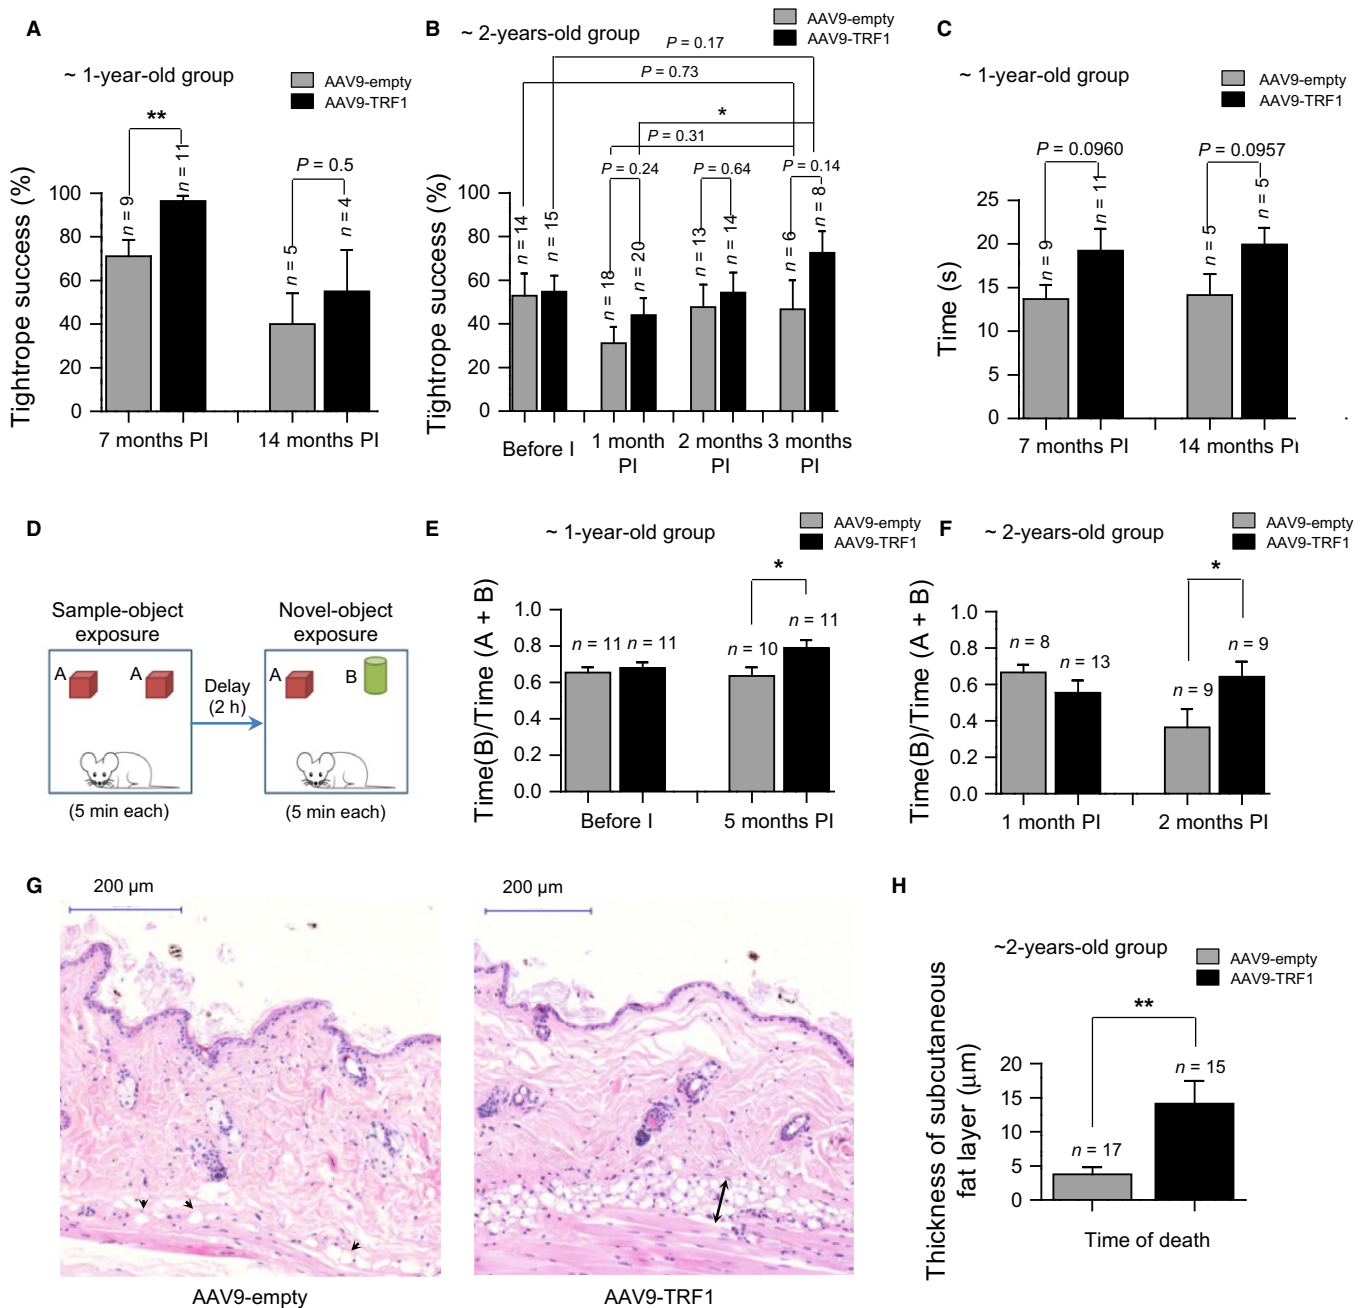 A
~ 1-year-old group
AAV9-empty
AAV9-TRF1
**
P = 0.5
n = 9
n = 11
n = 5
n = 4
Tightrope success (%)
100
80
60
40
20
0
7 months PI
14 months PI
B
~ 2-years-old group
AAV9-empty
AAV9-TRF1
P = 0.17
P = 0.73
*
P = 0.31
P = 0.24
P = 0.64
P = 0.14
n = 14
n = 15
n = 18
n = 20
n = 13
n = 14
n = 6
n = 8
Tightrope success (%)
100
80
60
40
20
0
Before I
1 month
PI
2 months
PI
3 months
PI
C
~ 1-year-old group
AAV9-empty
AAV9-TRF1
P = 0.0960
P = 0.0957
n = 9
n = 11
n = 5
n = 5
Time (s)
25
20
15
10
5
0
7 months PI
14 months PI
D
Sample-object
exposure
A
A
(5 min each)
Delay
(2 h)
Novel-object
exposure
A
B
(5 min each)
E
~ 1-year-old group
AAV9-empty
AAV9-TRF1
*
n = 11
n = 11
n = 10
n = 11
Time(B)/Time (A + B)
1.0
0.8
0.6
0.4
0.2
0.0
Before I
5 months PI
F
~ 2-years-old group
AAV9-empty
AAV9-TRF1
*
n = 8
n = 13
n = 9
n = 9
Time(B)/Time (A + B)
1.0
0.8
0.6
0.4
0.2
0.0
1 month PI
2 months PI
G
200 μm
200 μm
AAV9-empty
AAV9-TRF1
H
~2-years-old group
AAV9-empty
AAV9-TRF1
**
n = 17
n = 15
Thickness of subcutaneous
fat layer (μm)
20
15
10
5
0
Time of death